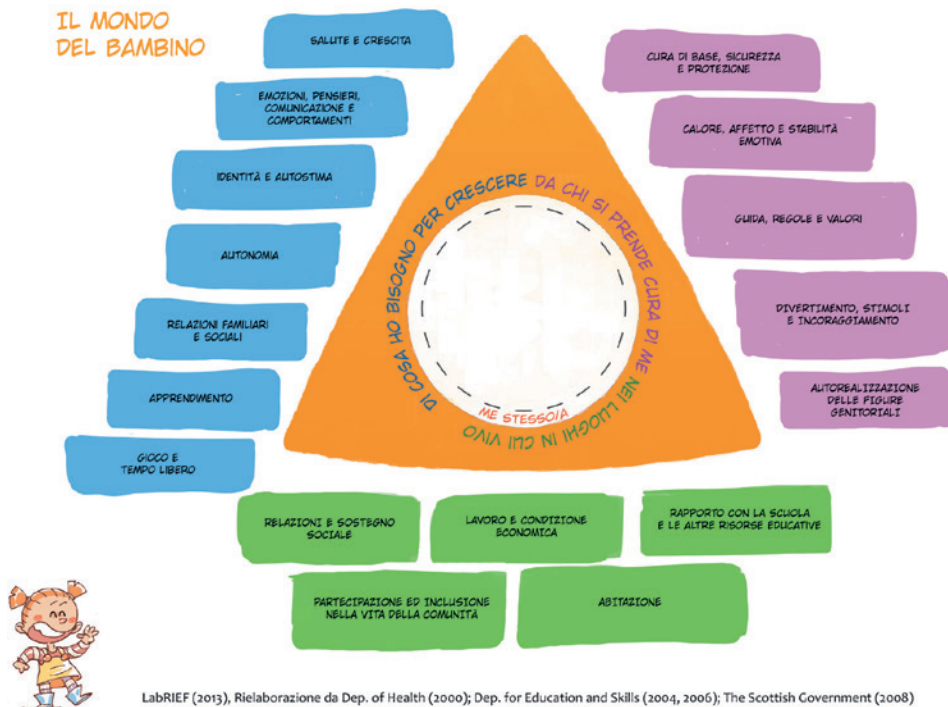 IL MONDO
DEL BAMBINO
SALUTE E CRESCITA
EMOZIONI, PENSIERI,
COMUNICAZIONE E
COMPORTAMENTI
IDENTITÀ E AUTOSTIMA
AUTONOMIA
RELAZIONI FAMILIARI
E SOCIALI
APPRENDIMENTO
GIOCO E
TEMPO LIBERO
DI COSA HO BISOGNO PER CRESCERE
DA CHI SI PRENDE CURA DI ME
NEI LUOGHI IN CUI VIVO
ME STESSO/A
CURA DI BASE, SICUREZZA
E PROTEZIONE
CALORE, AFFETTO E STABILITÀ
EMOTIVA
GUIDA, REGOLE E VALORI
DIVERTIMENTO, STIMOLI
E INCORAGGIAMENTO
AUTOREALIZZAZIONE
DELLE FIGURE
GENITORIALI
RELAZIONI E SOSTEGNO
SOCIALE
LAVORO E CONDIZIONE
ECONOMICA
RAPPORTO CON LA SCUOLA
E LE ALTRE RISORSE EDUCATIVE
PARTECIPAZIONE ED INCLUSIONE
NELLA VITA DELLA COMUNITÀ
ABITAZIONE
LabRIEF (2013), Rielaborazione da Dep. of Health (2000); Dep. for Education and Skills (2004, 2006); The Scottish Government (2008)